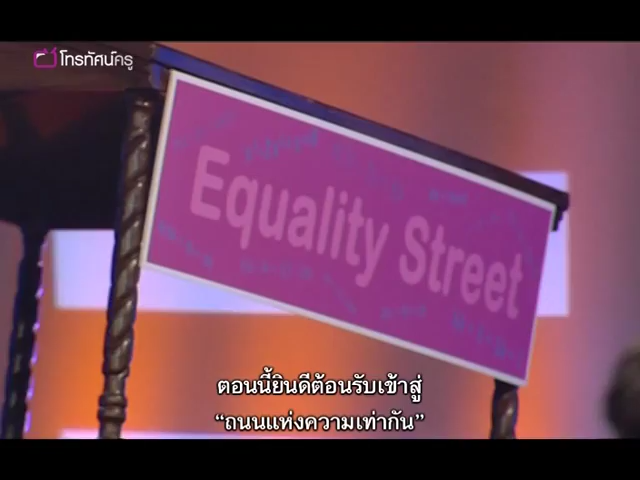 โทรทัศน์ครู
Equality Street
ตอนนี้ยินดีต้อนรับเข้าสู่
“ถนนแห่งความเท่ากัน”